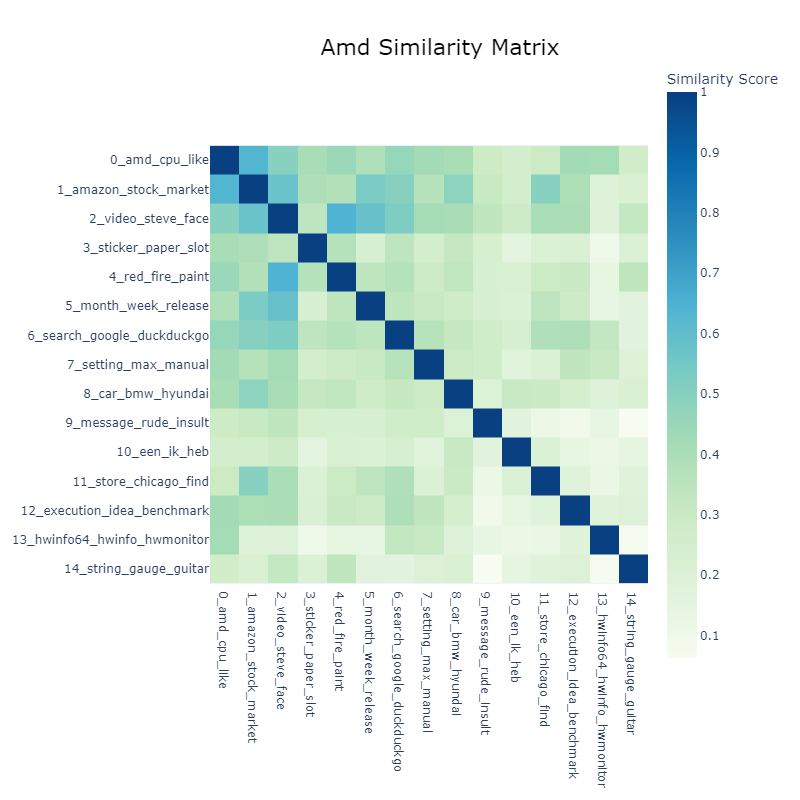 Amd Similarity Matrix
Similarity Score
1
0.9
0.8
0.7
0.6
0.5
0.4
0.3
0.2
0.1
0_amd_cpu_like
1_amazon_stock_market
2_video_steve_face
3_sticker_paper_slot
4_red_fire_paint
5_month_week_release
6_search_google_duckduckgo
7_setting_max_manual
8_car_bmw_hyundai
9_message_rude_insult
10_een_ik_heb
11_store_chicago_find
12_execution_idea_benchmark
13_hwinfo64_hwinfo_hwmonitor
14_string_gauge_guitar
0_amd_cpu_like
1_amazon_stock_market
2_video_steve_face
3_sticker_paper_slot
4_red_fire_paint
5_month_week_release
6_search_google_duckduckgo
7_setting_max_manual
8_car_bmw_hyundai
9_message_rude_insult
10_een_ik_heb
11_store_chicago_find
12_execution_idea_benchmark
13_hwinfo64_hwinfo_hwmonitor
14_string_gauge_guitar